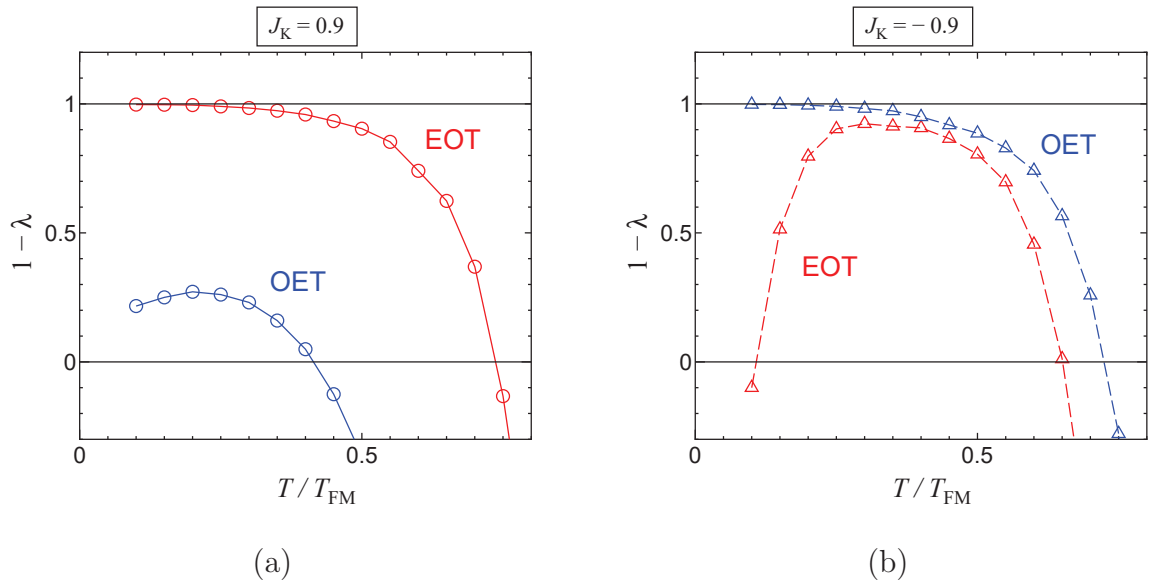 J_K = 0.9
1
0.5
0
1 − λ
EOT
OET
0
0.5
T / T_FM
(a)
J_K = − 0.9
1
0.5
0
1 − λ
OET
EOT
0
0.5
T / T_FM
(b)